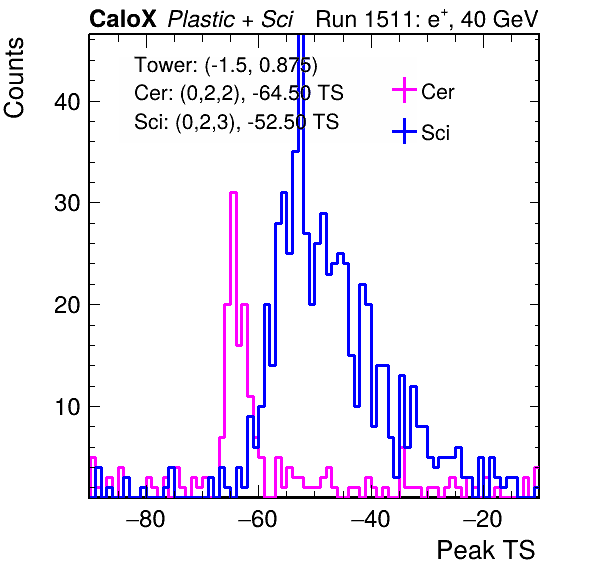 CaloX Plastic + Sci Run 1511: e⁺, 40 GeV
Counts
Tower: (-1.5, 0.875)
Cer: (0,2,2), -64.50 TS
Sci: (0,2,3), -52.50 TS
Cer
Sci
40
30
20
10
−80 −60 −40 −20
Peak TS